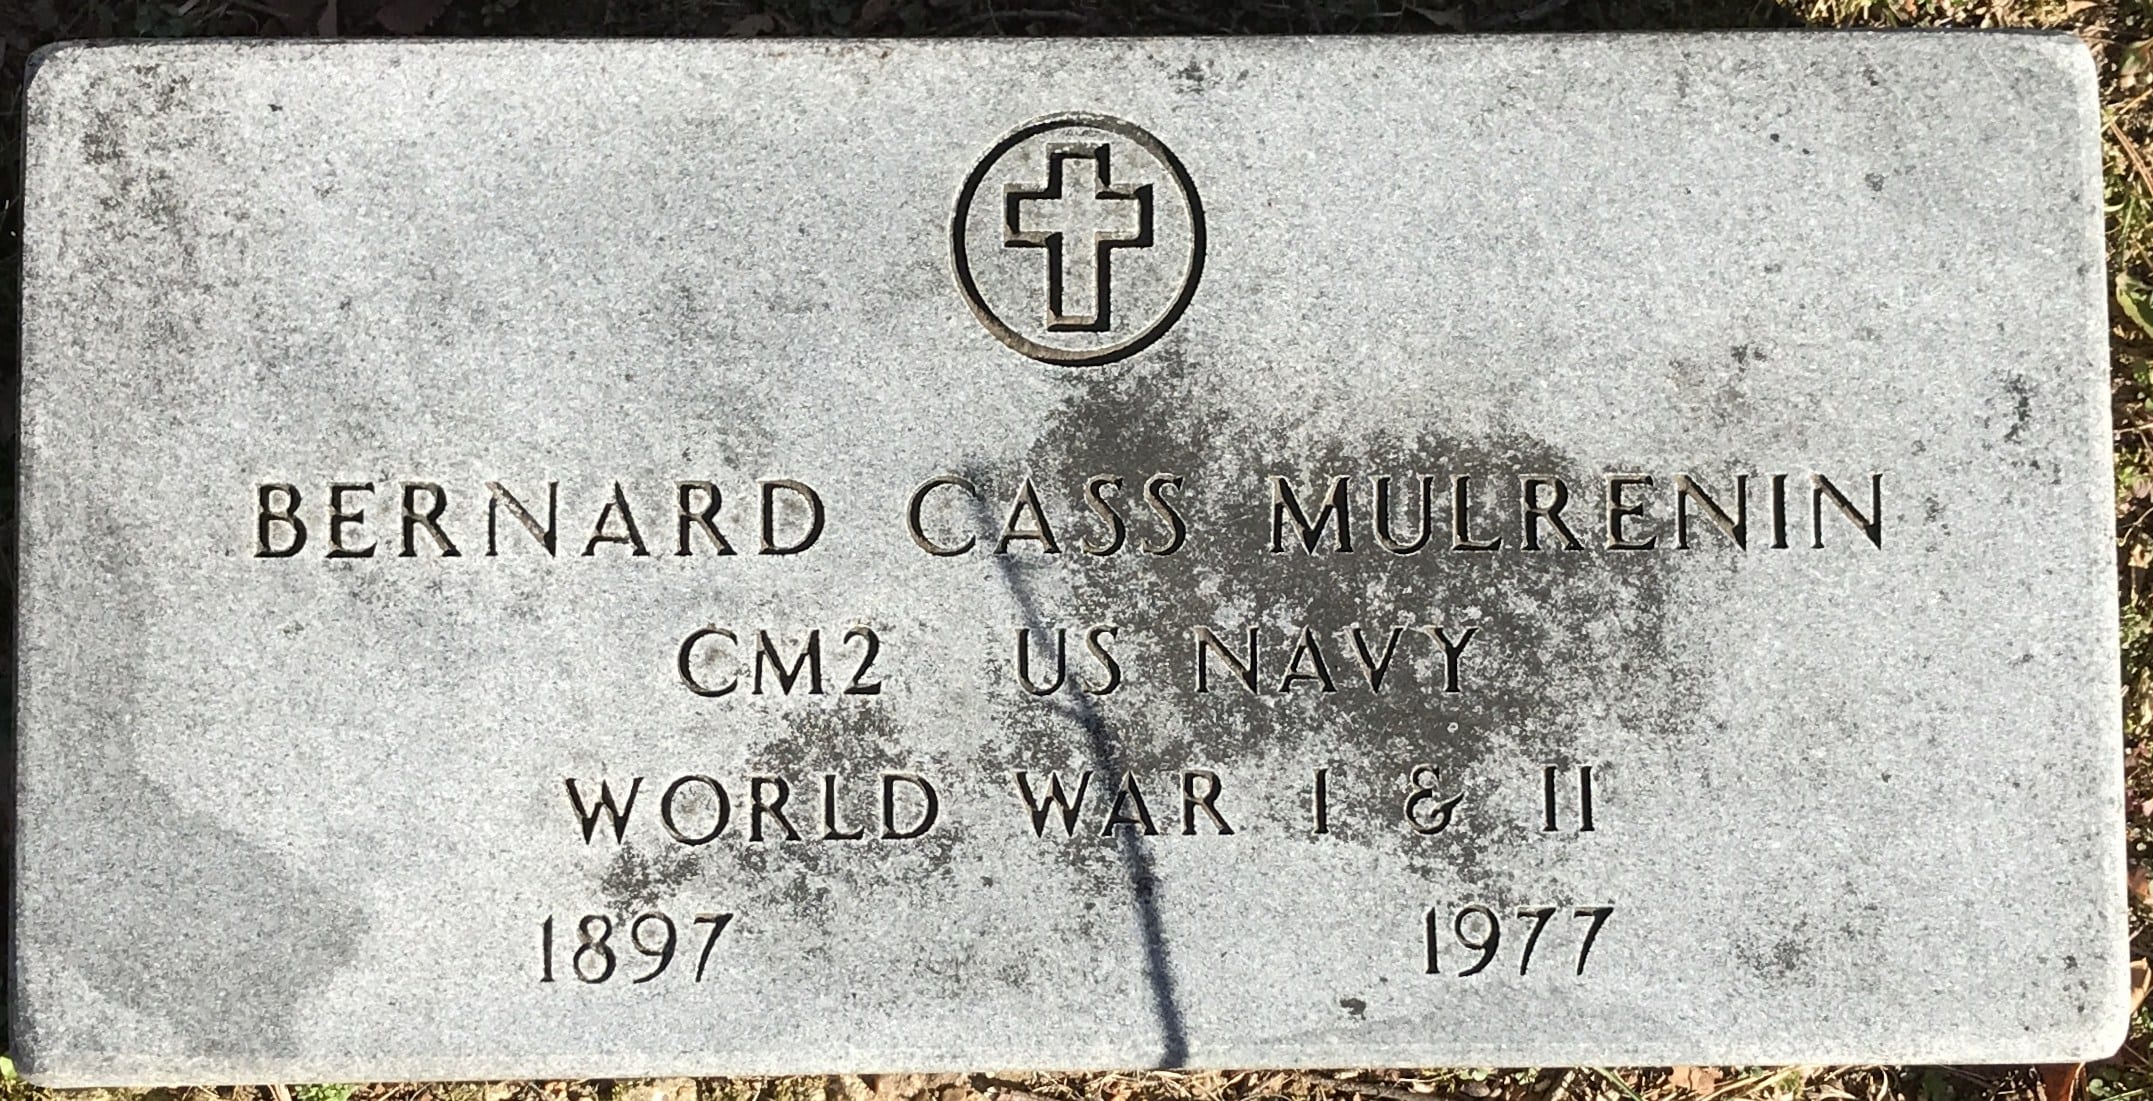 BERNARD CASS MULRENIN
CM2 US NAVY
WORLD WAR I & II
1897 1977